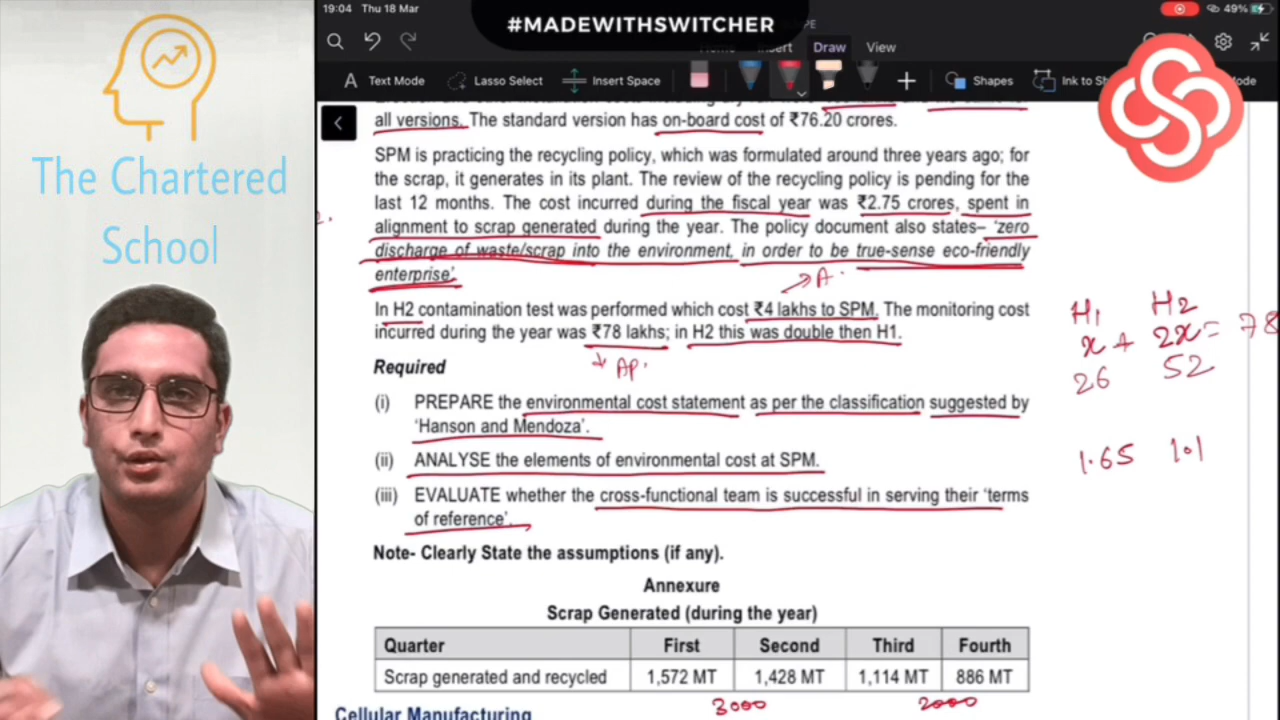 19:04 Thu 18 Mar
#MADEWITHSWITCHER
49%
Insert
Draw
View
Text Mode
Lasso Select
Insert Space
Shapes
Ink to Sh
ode
The Chartered
School
all versions. The standard version has on-board cost of ₹76.20 crores.
SPM is practicing the recycling policy, which was formulated around three years ago; for
the scrap, it generates in its plant. The review of the recycling policy is pending for the
last 12 months. The cost incurred during the fiscal year was ₹2.75 crores, spent in
alignment to scrap generated during the year. The policy document also states– 'zero
discharge of waste/scrap into the environment, in order to be true-sense eco-friendly
enterprise'.
A.
In H2 contamination test was performed which cost ₹4 lakhs to SPM. The monitoring cost
incurred during the year was ₹78 lakhs; in H2 this was double then H1.
AP.
H1 H2
x + 2x = 78
26 52
1.65 1.1
Required
(i) PREPARE the environmental cost statement as per the classification suggested by
'Hanson and Mendoza'.
(ii) ANALYSE the elements of environmental cost at SPM.
(iii) EVALUATE whether the cross-functional team is successful in serving their 'terms
of reference'.
Note- Clearly State the assumptions (if any).
Annexure
Scrap Generated (during the year)
Quarter First Second Third Fourth
Scrap generated and recycled 1,572 MT 1,428 MT 1,114 MT 886 MT
3000 2000
Cellular Manufacturing